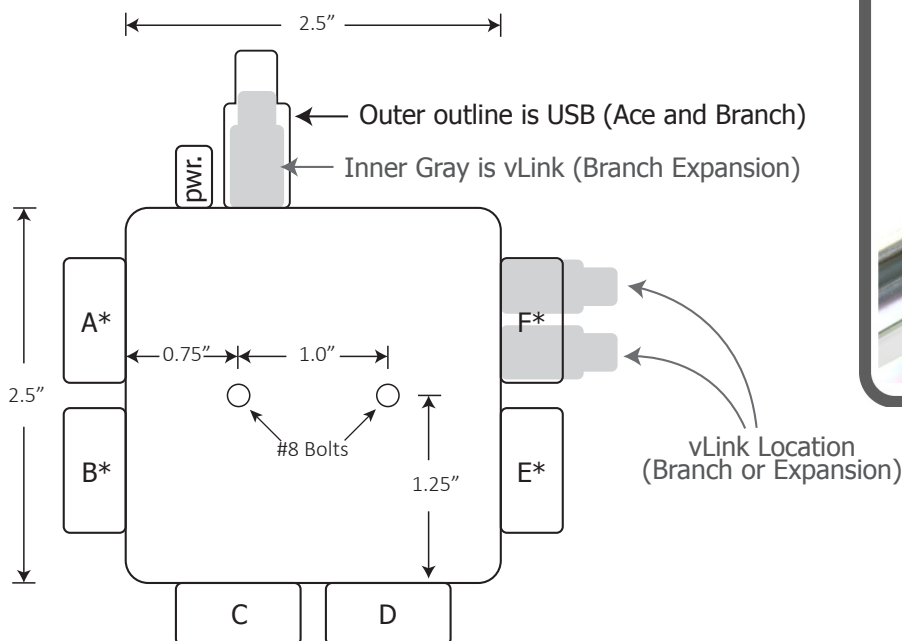 2.5”
Outer outline is USB (Ace and Branch)
Inner Gray is vLink (Branch Expansion)
pwr.
A*
F*
0.75”
1.0”
2.5”
#8 Bolts
B*
1.25”
E*
vLink Location
(Branch or Expansion)
C
D